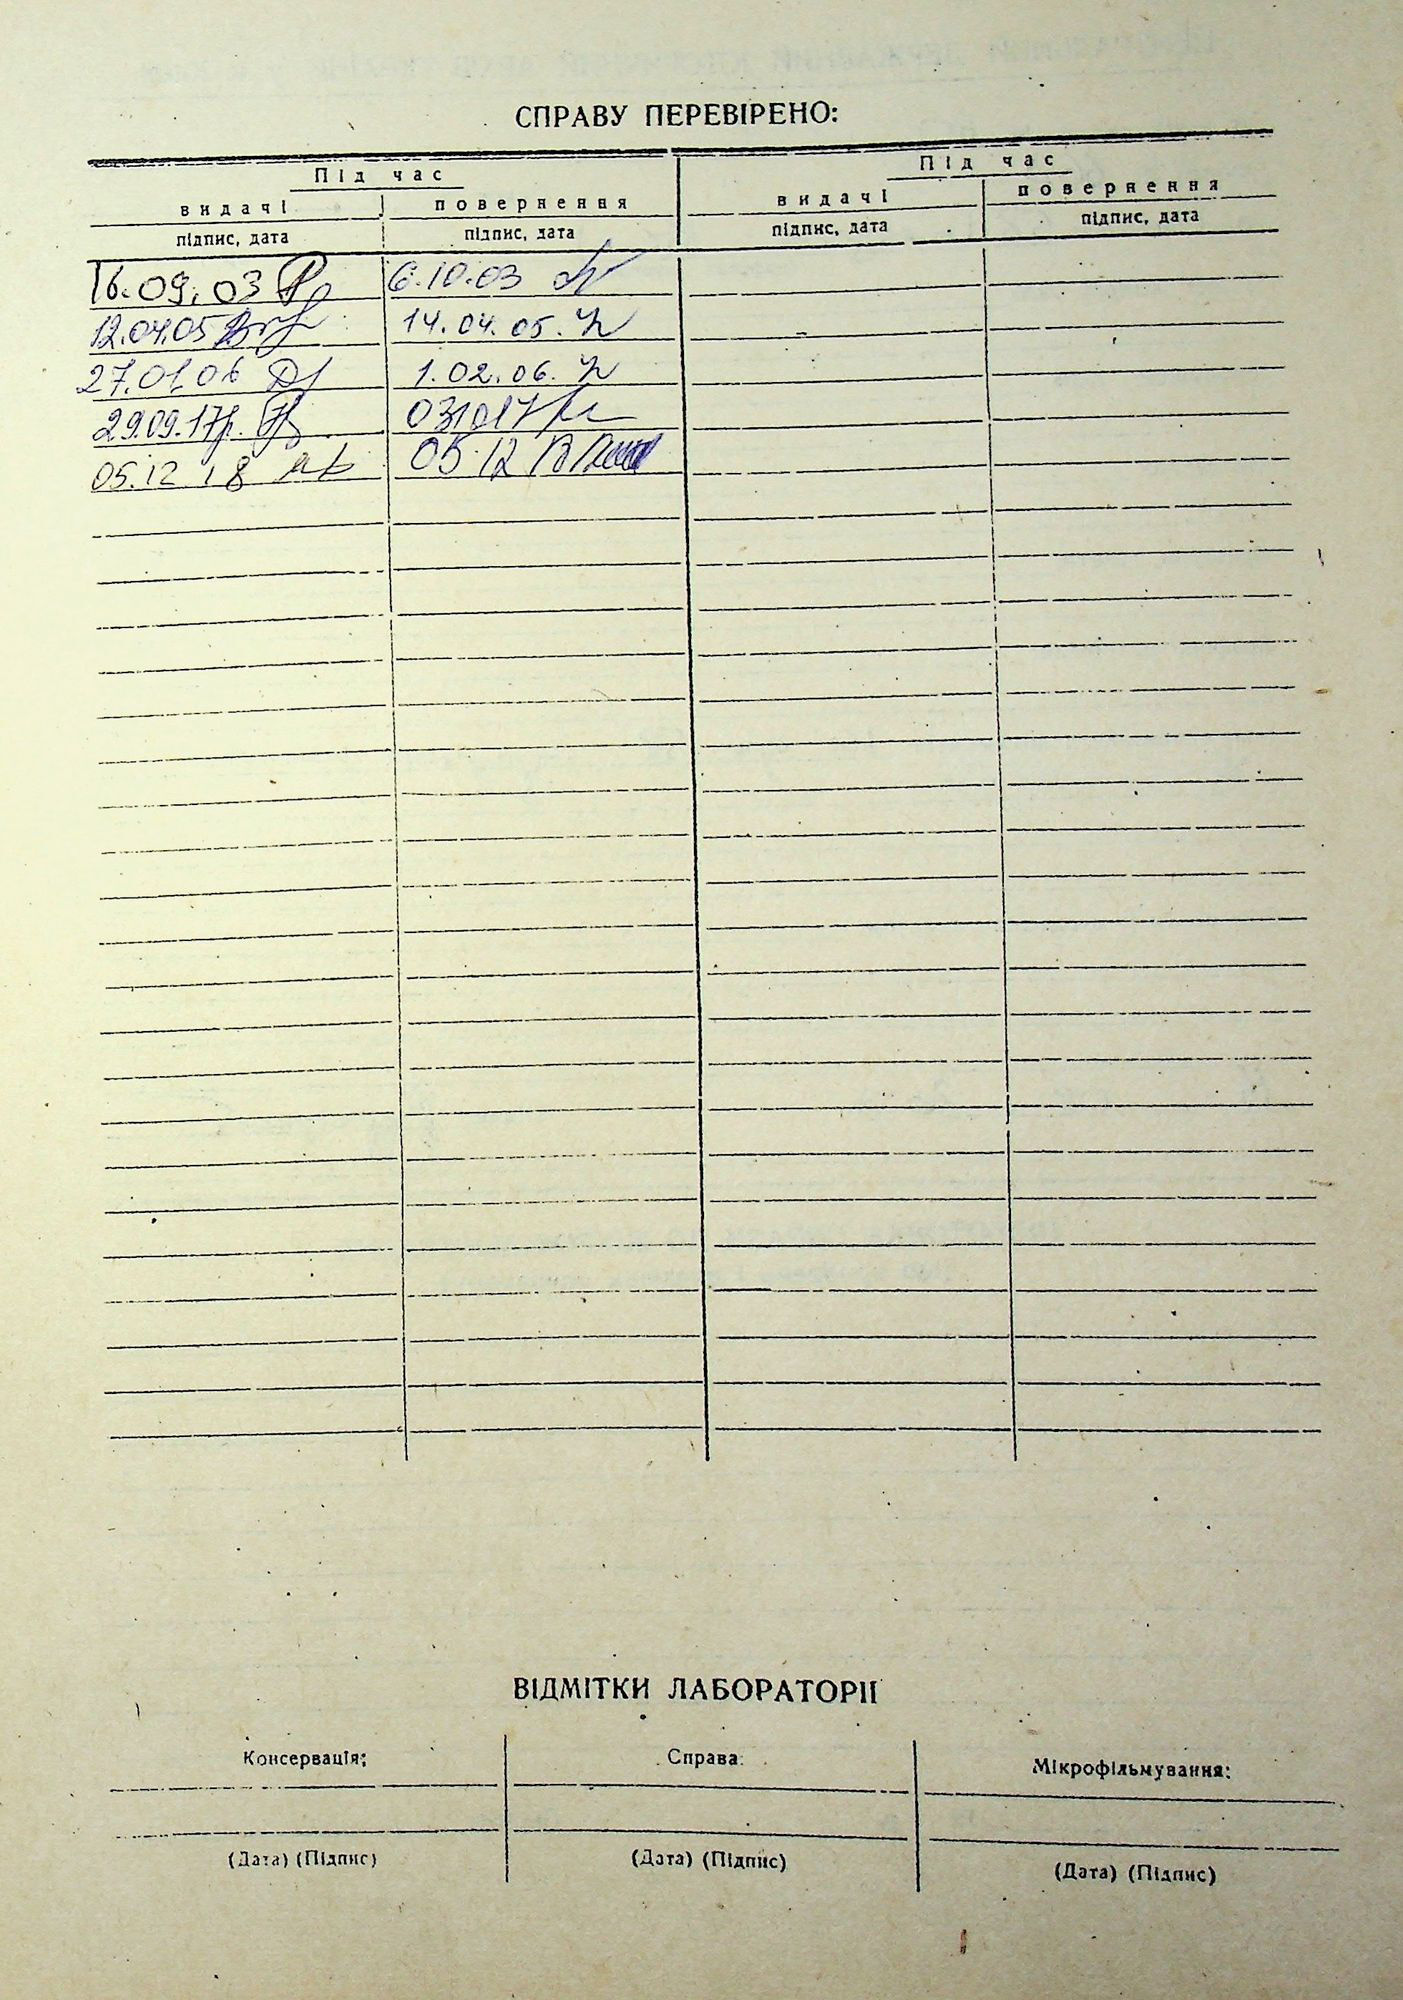 СПРАВУ ПЕРЕВІРЕНО:
Під час Під час
видачі повернення видачі повернення
підпис, дата підпис, дата підпис, дата підпис, дата
16.09.03 6.10.03
12.04.05 14.04.05.
27.01.06 1.02.06.
29.09.17р. 031017
05.12 18 05 12
ВІДМІТКИ ЛАБОРАТОРІІ
Консервація; Справа: Мікрофільмування:
(Дата) (Підпис) (Дата) (Підпис) (Дата) (Підпис)